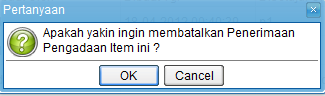 Pertanyaan
Apakah yakin ingin membatalkan Penerimaan
Pengadaan Item ini ?
OK
Cancel